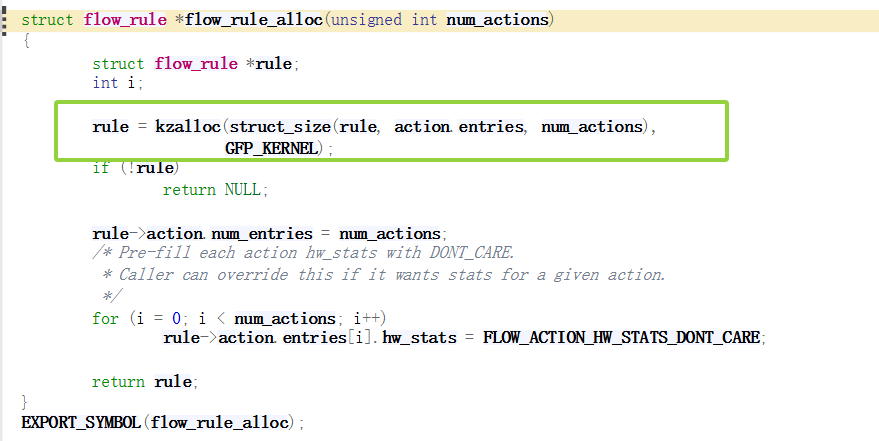 struct flow_rule *flow_rule_alloc(unsigned int num_actions)
{
struct flow_rule *rule;
int i;
rule = kzalloc(struct_size(rule, action.entries, num_actions),
GFP_KERNEL);
if (!rule)
return NULL;
rule->action.num_entries = num_actions;
/* Pre-fill each action hw_stats with DONT_CARE.
* Caller can override this if it wants stats for a given action.
*/
for (i = 0; i < num_actions; i++)
rule->action.entries[i].hw_stats = FLOW_ACTION_HW_STATS_DONT_CARE;
return rule;
}
EXPORT_SYMBOL(flow_rule_alloc);